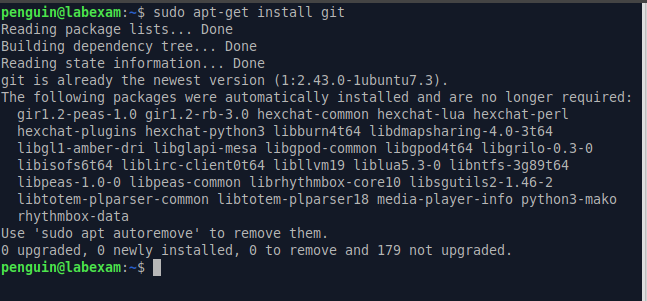 penguin@labexam:~$ sudo apt-get install git
Reading package lists... Done
Building dependency tree... Done
Reading state information... Done
git is already the newest version (1:2.43.0-1ubuntu7.3).
The following packages were automatically installed and are no longer required:
  gir1.2-peas-1.0 gir1.2-rb-3.0 hexchat-common hexchat-lua hexchat-perl
  hexchat-plugins hexchat-python3 libburn4t64 libdmapsharing-4.0-3t64
  libgl1-amber-dri libglapi-mesa libgpod-common libgpod4t64 libgrilo-0.3-0
  libisofs6t64 liblirc-client0t64 libllvm19 liblua5.3-0 libntfs-3g89t64
  libpeas-1.0-0 libpeas-common librhythmbox-core10 libsgutils2-1.46-2
  libtotem-plparser-common libtotem-plparser18 media-player-info python3-mako
  rhythmbox-data
Use 'sudo apt autoremove' to remove them.
0 upgraded, 0 newly installed, 0 to remove and 179 not upgraded.
penguin@labexam:~$